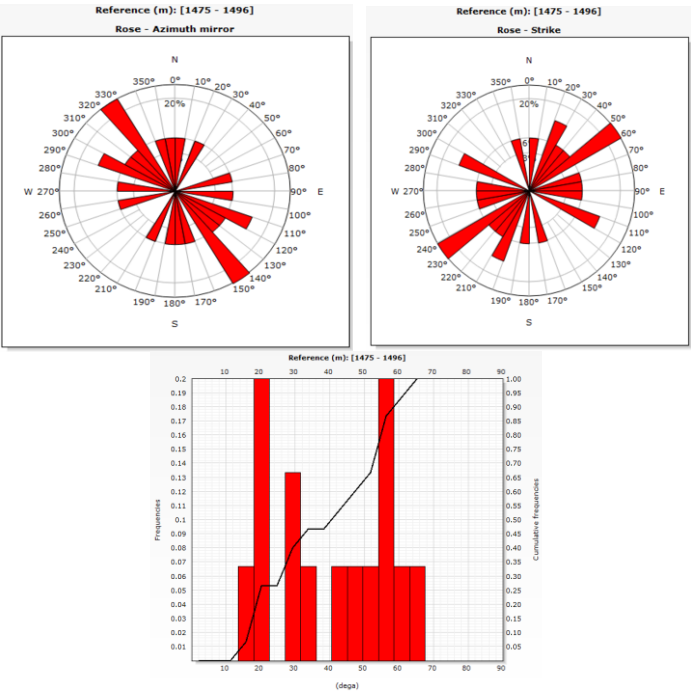 Reference (m): [1475 - 1496]
Rose - Azimuth mirror
N
350° 0° 10°
330° 20° 30°
320° 40°
310° 50°
300° 60°
290° 70°
280° 80°
W 270° 90° E
260° 100°
250° 110°
240° 120°
230° 130°
220° 140°
210° 150°
190° 180° 170°
S
20%
Reference (m): [1475 - 1496]
Rose - Strike
N
350° 0° 10°
330° 20° 30°
320° 40°
310° 50°
300° 60°
290° 70°
280° 80°
W 270° 90° E
260° 100°
250° 110°
240° 120°
230° 130°
220° 140°
210° 150°
190° 180° 170°
S
20%
Reference (m): [1475 - 1496]
10 20 30 40 50 60 70 80 90
0.2 1.00
0.19 0.95
0.18 0.90
0.17 0.85
0.16 0.80
0.15 0.75
0.14 0.70
0.13 0.65
0.12 0.60
0.11 0.55
0.1 0.50
0.09 0.45
0.08 0.40
0.07 0.35
0.06 0.30
0.05 0.25
0.04 0.20
0.03 0.15
0.02 0.10
0.01 0.05
Frequencies
Cumulative frequencies
10 20 30 40 50 60 70 80 90
(dega)